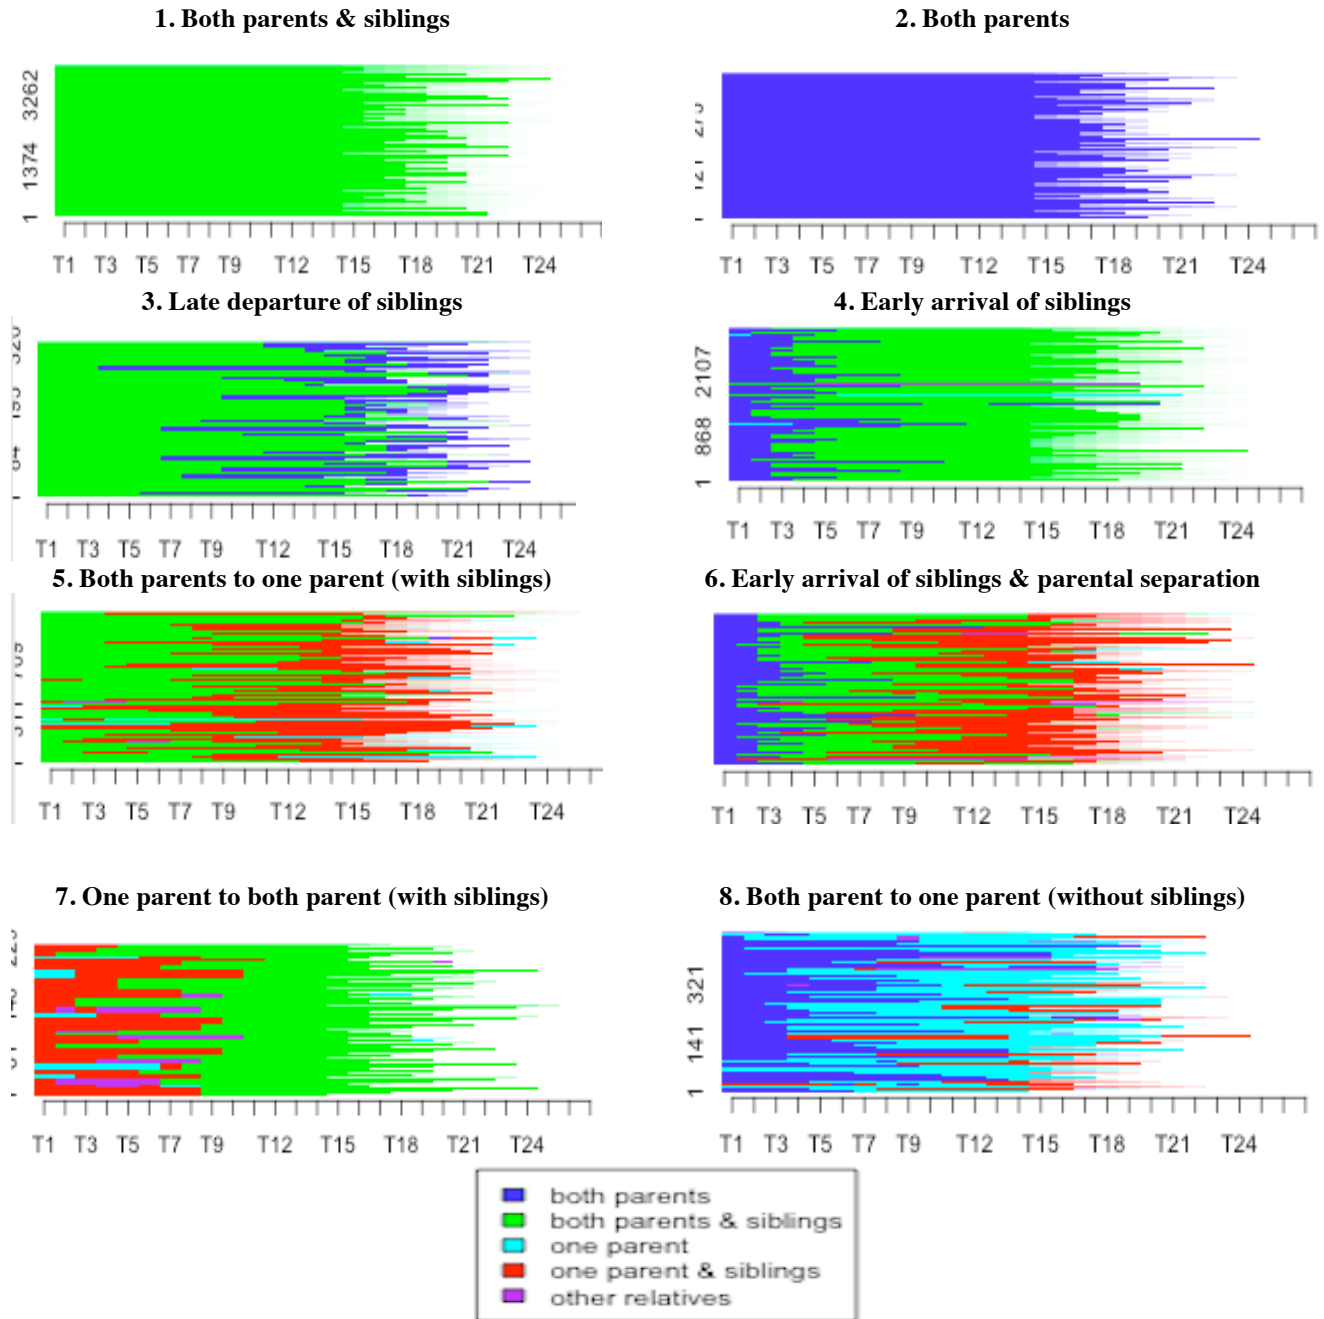 1. Both parents & siblings
2. Both parents
3262
1374
1
T1 T3 T5 T7 T9 T12 T15 T18 T21 T24
T1 T3 T5 T7 T9 T12 T15 T18 T21 T24
3. Late departure of siblings
4. Early arrival of siblings
2107
868
1
T1 T3 T5 T7 T9 T12 T15 T18 T21 T24
T1 T3 T5 T7 T9 T12 T15 T18 T21 T24
5. Both parents to one parent (with siblings)
6. Early arrival of siblings & parental separation
T1 T3 T5 T7 T9 T12 T15 T18 T21 T24
T1 T3 T5 T7 T9 T12 T15 T18 T21 T24
7. One parent to both parent (with siblings)
8. Both parent to one parent (without siblings)
321
141
1
T1 T3 T5 T7 T9 T12 T15 T18 T21 T24
T1 T3 T5 T7 T9 T12 T15 T18 T21 T24
both parents
both parents & siblings
one parent
one parent & siblings
other relatives